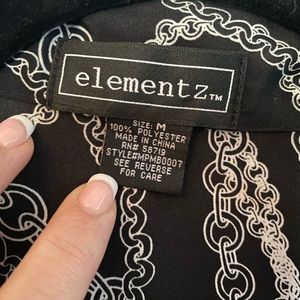 elementz™
SIZE: M
100% POLYESTER
MADE IN CHINA
RN# 58719
STYLE#MPMB0007
SEE REVERSE
FOR CARE